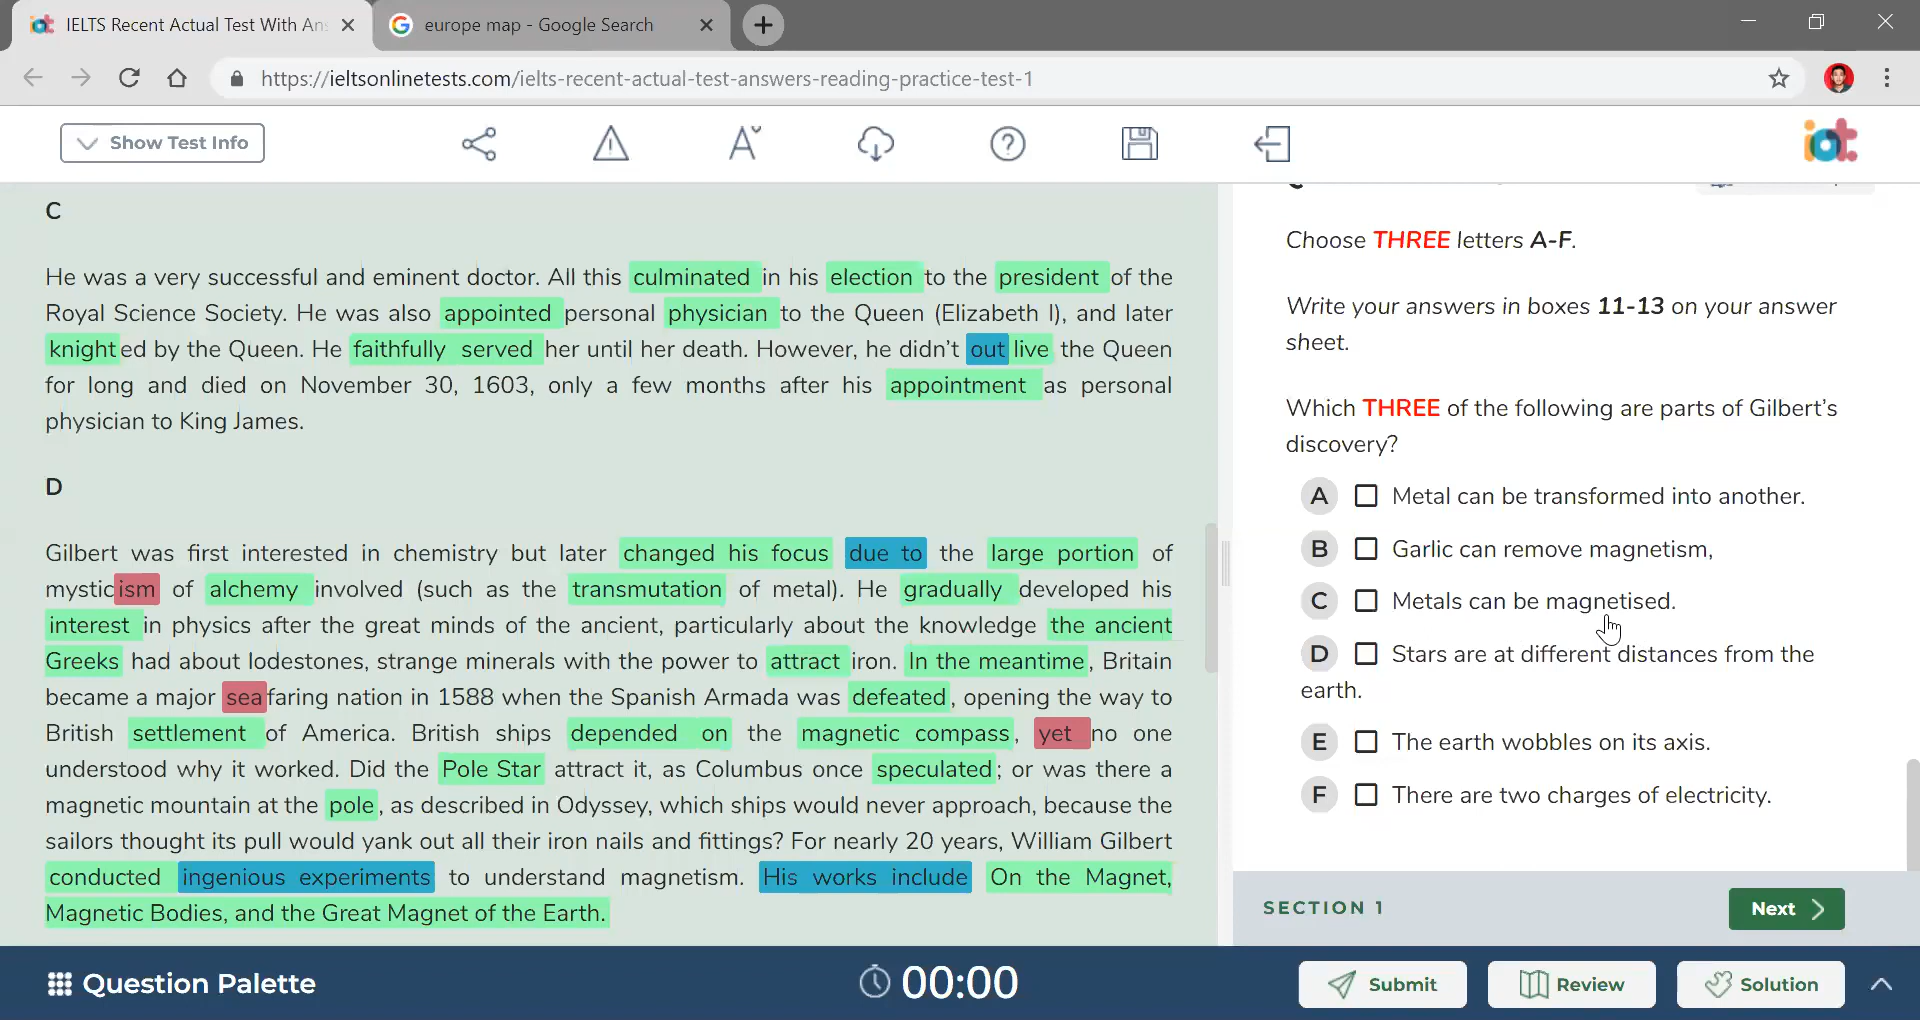 IELTS Recent Actual Test With Ans
europe map - Google Search
https://ieltsonlinetests.com/ielts-recent-actual-test-answers-reading-practice-test-1
Show Test Info
iot
C
He was a very successful and eminent doctor. All this culminated in his election to the president of the
Royal Science Society. He was also appointed personal physician to the Queen (Elizabeth I), and later
knighted by the Queen. He faithfully served her until her death. However, he didn't outlive the Queen
for long and died on November 30, 1603, only a few months after his appointment as personal
physician to King James.
D
Gilbert was first interested in chemistry but later changed his focus due to the large portion of
mysticism of alchemy involved (such as the transmutation of metal). He gradually developed his
interest in physics after the great minds of the ancient, particularly about the knowledge the ancient
Greeks had about lodestones, strange minerals with the power to attract iron. In the meantime, Britain
became a major seafaring nation in 1588 when the Spanish Armada was defeated, opening the way to
British settlement of America. British ships depended on the magnetic compass, yet no one
understood why it worked. Did the Pole Star attract it, as Columbus once speculated; or was there a
magnetic mountain at the pole, as described in Odyssey, which ships would never approach, because the
sailors thought its pull would yank out all their iron nails and fittings? For nearly 20 years, William Gilbert
conducted ingenious experiments to understand magnetism. His works include On the Magnet,
Magnetic Bodies, and the Great Magnet of the Earth.
Choose THREE letters A-F.
Write your answers in boxes 11-13 on your answer
sheet.
Which THREE of the following are parts of Gilbert's
discovery?
A Metal can be transformed into another.
B Garlic can remove magnetism,
C Metals can be magnetised.
D Stars are at different distances from the
earth.
E The earth wobbles on its axis.
F There are two charges of electricity.
SECTION 1
Next
Question Palette
00:00
Submit
Review
Solution